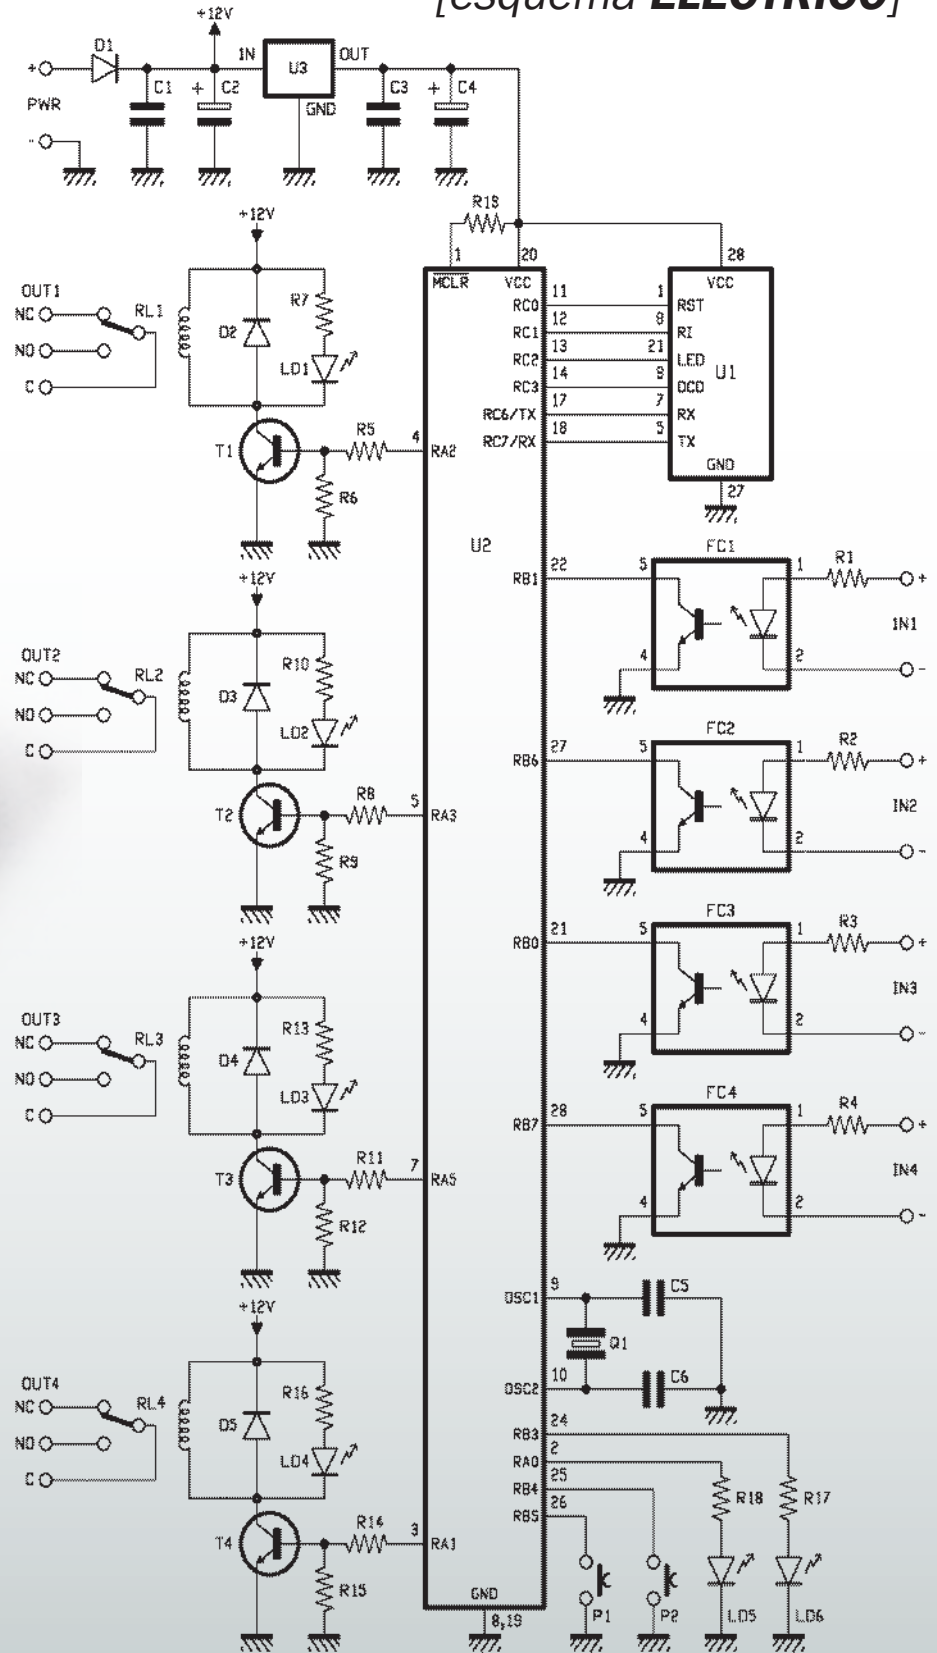 [esquema ELÉCTRICO]
+12V
D1
1N
OUT
U3
+
C1
+
C2
C3
+
C4
GND
PWR
-
+12V
R19
1
20
28
MCLR
VCC
VCC
OUT1
NC
RL1
NO
C
D2
R7
LD1
T1
R5
4
RA2
R6
RC0
11
1
RST
RC1
12
8
RI
RC2
13
21
LED
RC3
14
9
DCD
RC6/TX
17
7
RX
RC7/RX
18
5
TX
U1
GND
27
U2
+12V
OUT2
NC
RL2
NO
C
D3
R10
LD2
T2
R8
5
RA3
R9
RB1
22
FC1
5
4
1
2
R1
+
1N1
-
RB6
27
FC2
5
4
1
2
R2
+
IN2
-
+12V
OUT3
NC
RL3
NO
C
D4
R13
LD3
T3
R11
7
RA5
R12
RB0
21
FC3
5
4
1
2
R3
+
IN3
-
RB7
28
FC4
5
4
1
2
R4
+
IN4
-
+12V
OUT4
NC
RL4
NO
C
D5
R16
LD4
T4
R14
3
RA1
R15
OSC1
9
C5
Q1
OSC2
10
C6
RB3
24
RA0
2
RB4
25
RB5
26
R18
R17
GND
8,19
P1
P2
LD5
LD6